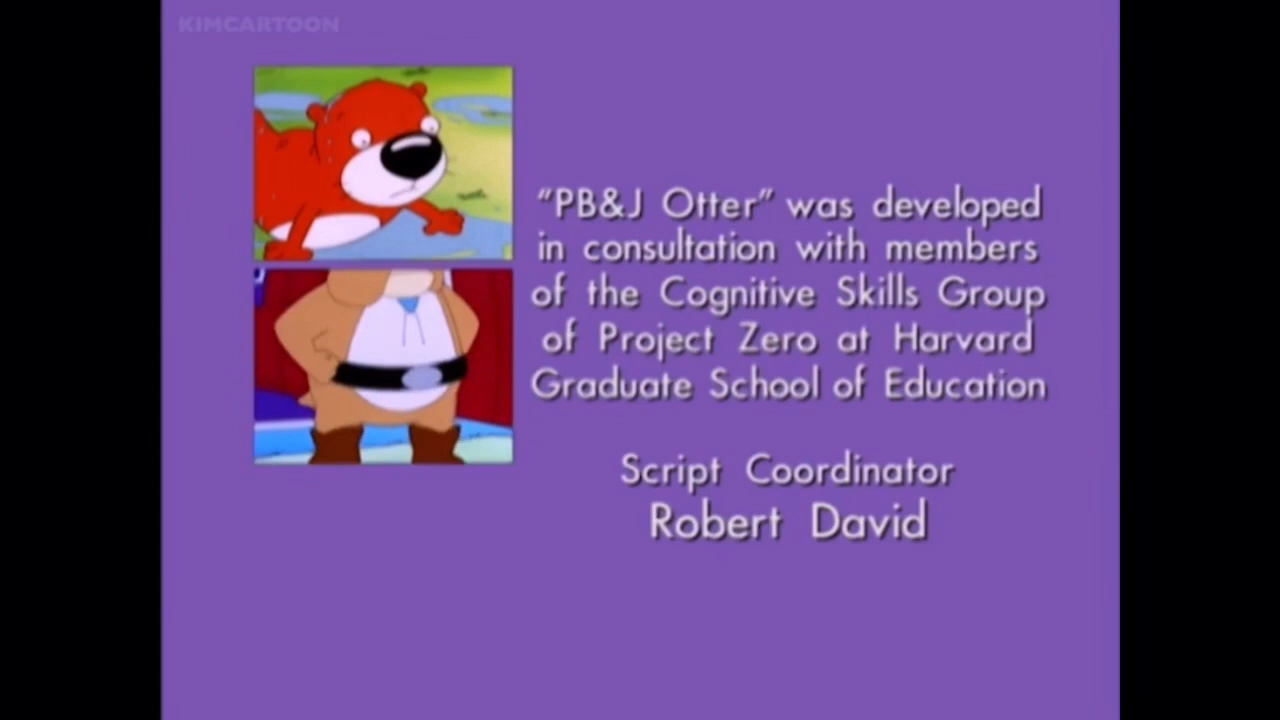 KIMCARTOON
“PB&J Otter” was developed
in consultation with members
of the Cognitive Skills Group
of Project Zero at Harvard
Graduate School of Education
Script Coordinator
Robert David